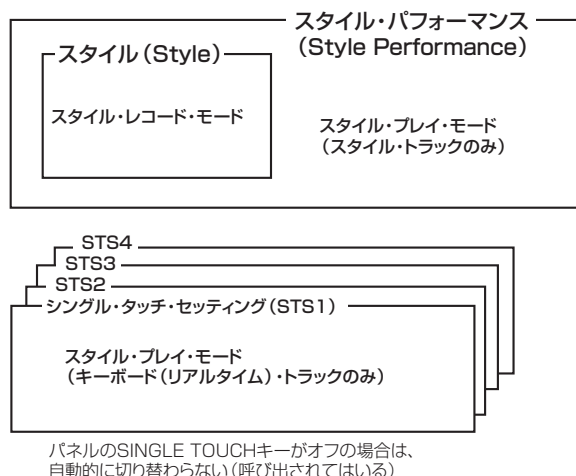 スタイル・パフォーマンス
(Style Performance)
スタイル(Style)
スタイル・レコード・モード
スタイル・プレイ・モード
(スタイル・トラックのみ)
STS4
STS3
STS2
シングル・タッチ・セッティング(STS1)
スタイル・プレイ・モード
(キーボード(リアルタイム)・トラックのみ)
パネルのSINGLE TOUCHキーがオフの場合は、
自動的に切り替わらない(呼び出されてはいる)